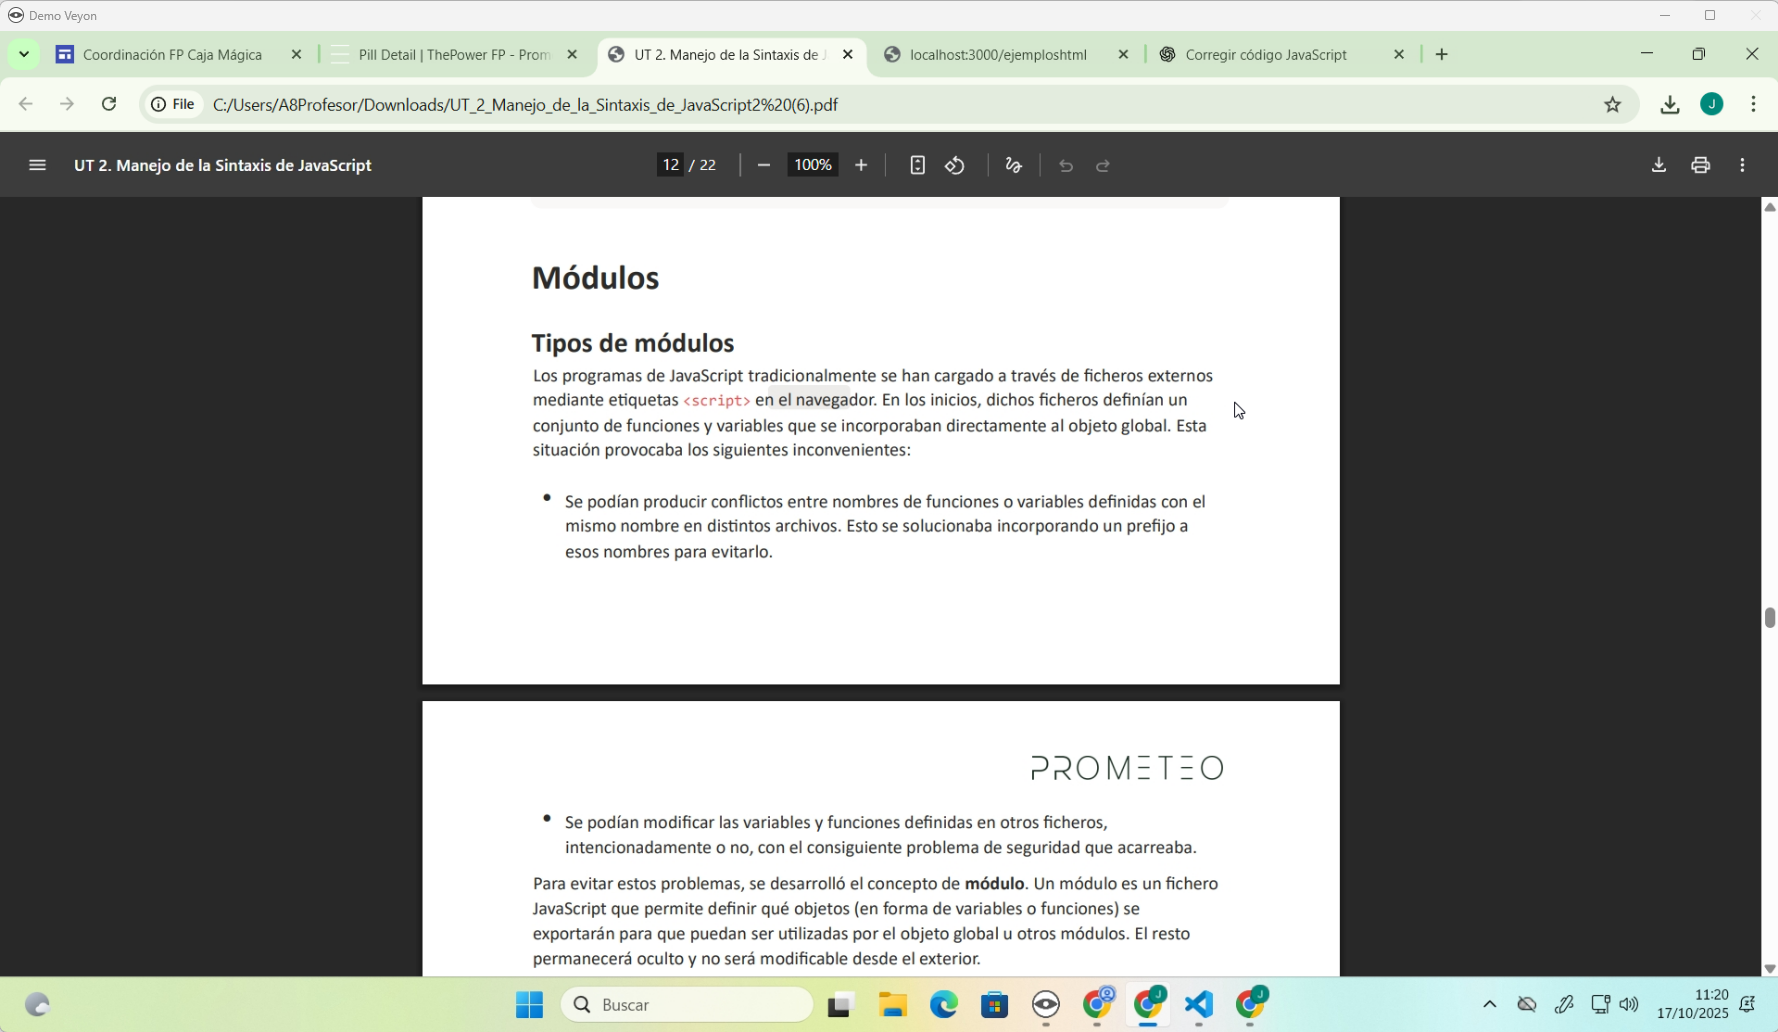 Demo Veyon
Coordinación FP Caja Mágica
Pill Detail | ThePower FP - Prom
UT 2. Manejo de la Sintaxis de J
localhost:3000/ejemploshtml
Corregir código JavaScript
File
C:/Users/A8Profesor/Downloads/UT_2_Manejo_de_la_Sintaxis_de_JavaScript2%20(6).pdf
J
UT 2. Manejo de la Sintaxis de JavaScript
12 / 22
100%
Módulos
Tipos de módulos
Los programas de JavaScript tradicionalmente se han cargado a través de ficheros externos
mediante etiquetas <script> en el navegador. En los inicios, dichos ficheros definían un
conjunto de funciones y variables que se incorporaban directamente al objeto global. Esta
situación provocaba los siguientes inconvenientes:
• Se podían producir conflictos entre nombres de funciones o variables definidas con el
mismo nombre en distintos archivos. Esto se solucionaba incorporando un prefijo a
esos nombres para evitarlo.
PROMETEO
• Se podían modificar las variables y funciones definidas en otros ficheros,
intencionadamente o no, con el consiguiente problema de seguridad que acarreaba.
Para evitar estos problemas, se desarrolló el concepto de módulo. Un módulo es un fichero
JavaScript que permite definir qué objetos (en forma de variables o funciones) se
exportarán para que puedan ser utilizadas por el objeto global u otros módulos. El resto
permanecerá oculto y no será modificable desde el exterior.
Buscar
J
J
11:20
17/10/2025